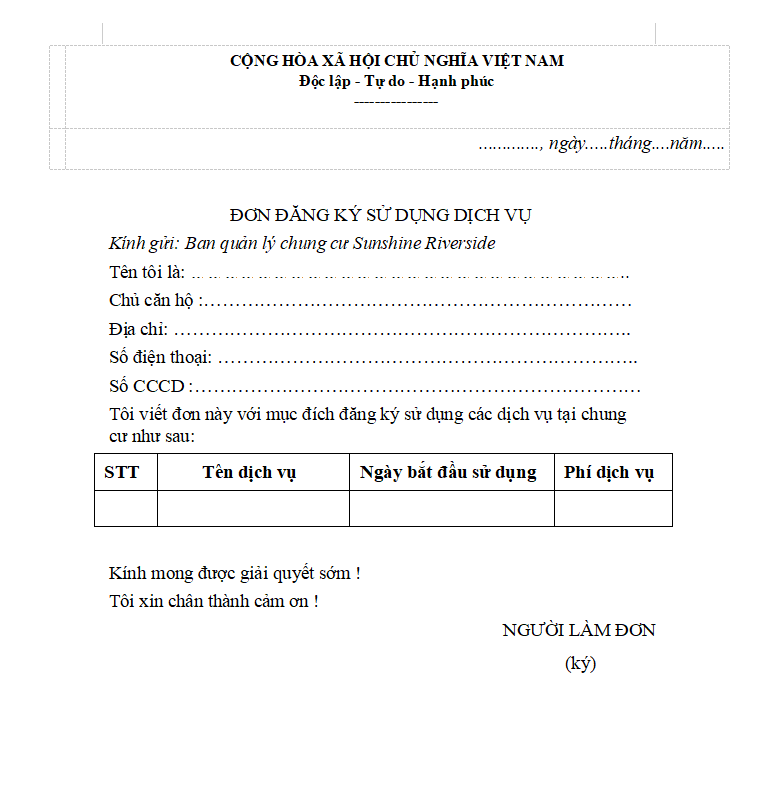 CỘNG HÒA XÃ HỘI CHỦ NGHĨA VIỆT NAM
Độc lập - Tự do - Hạnh phúc
----------------
............., ngày.....tháng....năm.....
ĐƠN ĐĂNG KÝ SỬ DỤNG DỊCH VỤ
Kính gửi: Ban quản lý chung cư Sunshine Riverside
Tên tôi là: ……………………………………………………………..
Chủ căn hộ :……………………………………………………………
Địa chỉ: ………………………………………………………………..
Số điện thoại: …………………………………………………………..
Số CCCD :………………………………………………………………
Tôi viết đơn này với mục đích đăng ký sử dụng các dịch vụ tại chung
cư như sau:
STT Tên dịch vụ Ngày bắt đầu sử dụng Phí dịch vụ
Kính mong được giải quyết sớm !
Tôi xin chân thành cảm ơn !
NGƯỜI LÀM ĐƠN
(ký)